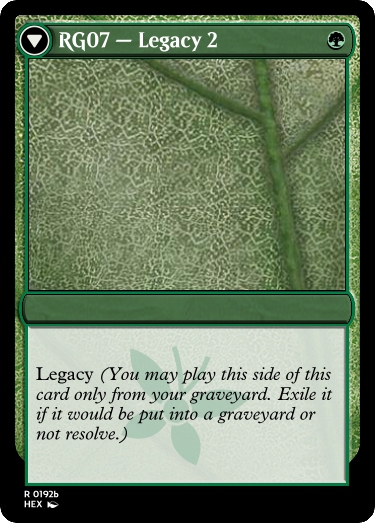 RG07 — Legacy 2
Legacy (You may play this side of this
card only from your graveyard. Exile it
if it would be put into a graveyard or
not resolve.)
R 0192b
HEX